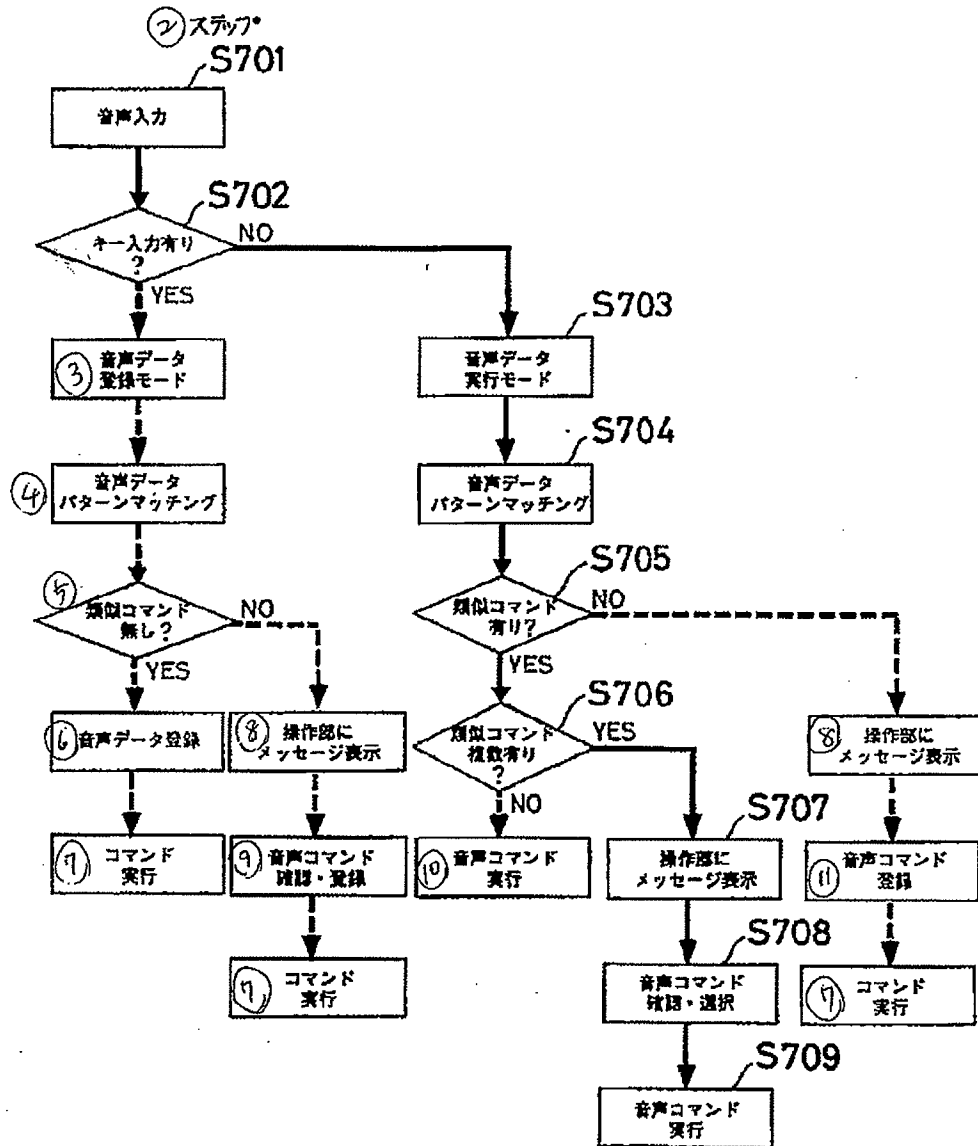 ② ステップ
S701
音声入力
S702
キー入力有り
?
NO
YES
S703
③ 音声データ
登録モード
音声データ
実行モード
S704
④ 音声データ
パターンマッチング
音声データ
パターンマッチング
S705
⑤ 類似コマンド
無し?
NO
YES
類似コマンド
有り?
NO
YES
S706
⑥ 音声データ登録
⑧ 操作部に
メッセージ表示
類似コマンド
複数有り
?
YES
NO
⑧ 操作部に
メッセージ表示
S707
⑦ コマンド
実行
⑨ 音声コマンド
確認・登録
⑩ 音声コマンド
実行
操作部に
メッセージ表示
⑪ 音声コマンド
登録
S708
⑦ コマンド
実行
音声コマンド
確認・選択
⑦ コマンド
実行
S709
音声コマンド
実行